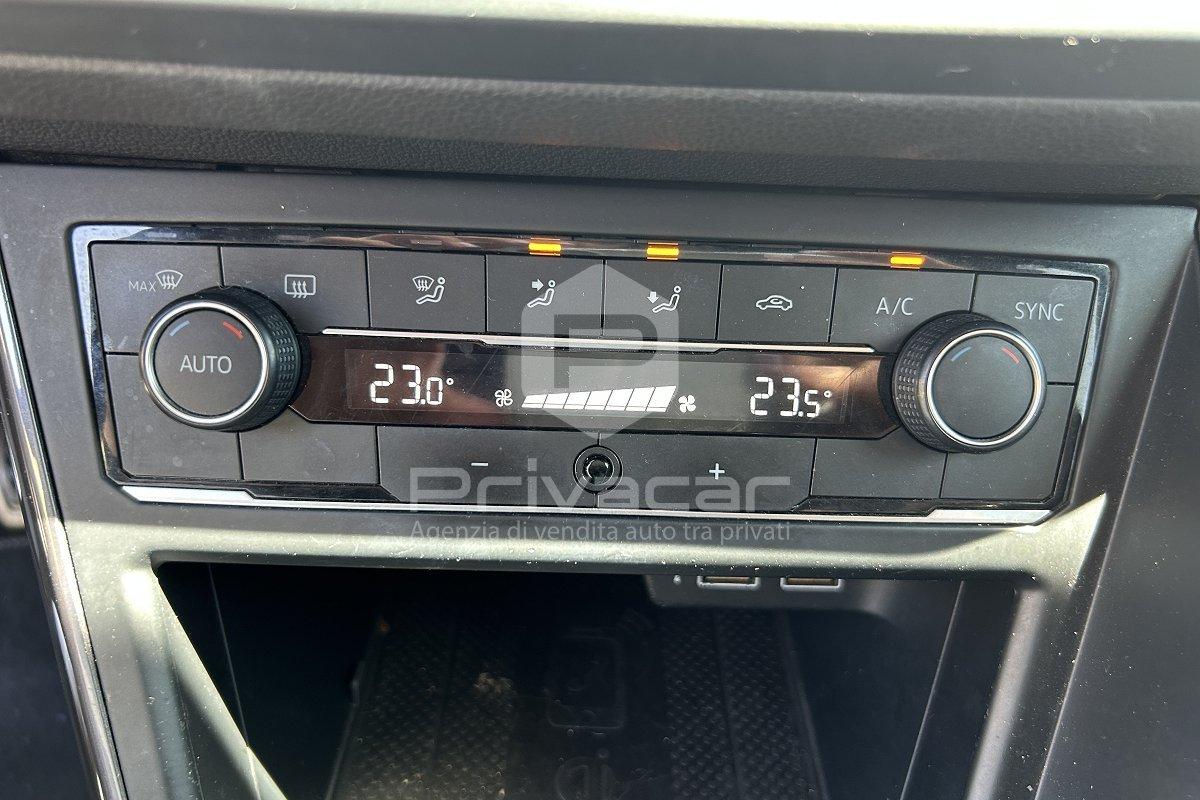 MAX
A/C
SYNC
AUTO
23.0°
23.5°
P
− +
Privacar
Agenzia di vendita auto tra privati